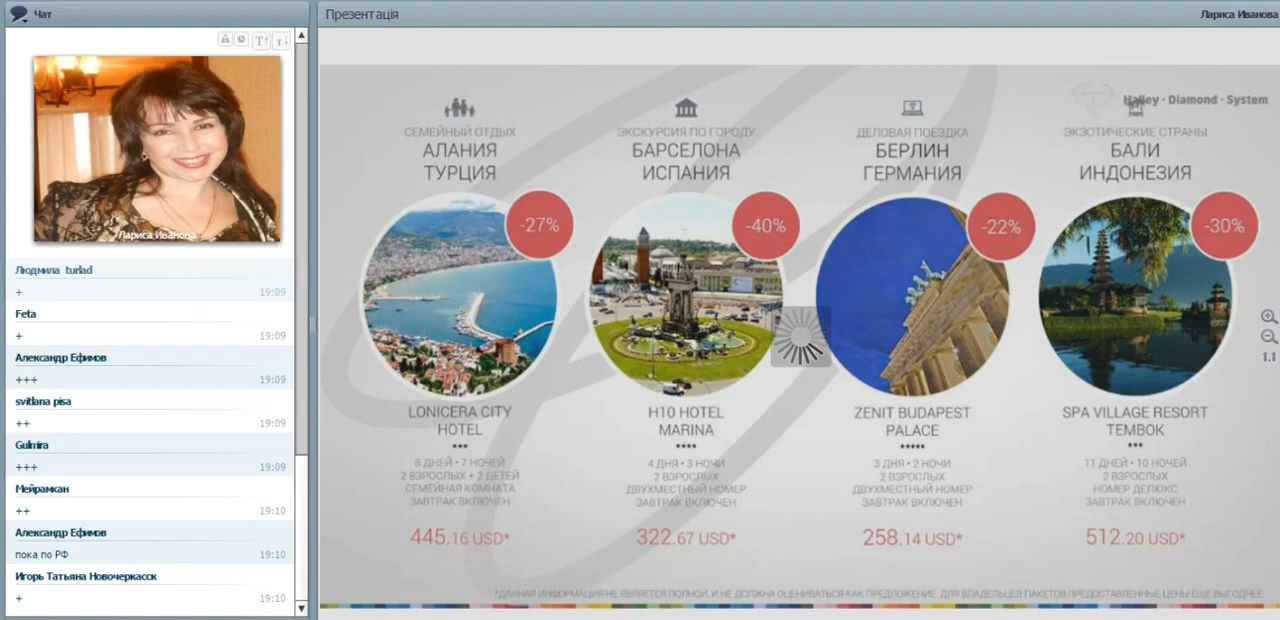 Чат
Лариса Иванова
Людмила turlad
+
19:09
Feta
+
19:09
Александр Ефимов
+++
19:09
svitlana pisa
++
19:09
Gulmira
+++
19:09
Мейрамкан
++
19:10
Александр Ефимов
пока по РФ
19:10
Игорь Татьяна Новочеркасск
+
19:10
Презентація
Лариса Иванова
Halley · Diamond · System
СЕМЕЙНЫЙ ОТДЫХ
АЛАНИЯ
ТУРЦИЯ
-27%
LONICERA CITY
HOTEL
8 ДНЕЙ • 7 НОЧЕЙ
2 ВЗРОСЛЫХ + 2 ДЕТЕЙ
СЕМЕЙНАЯ КОМНАТА
ЗАВТРАК ВКЛЮЧЕН
445.16 USD*
ЭКСКУРСИЯ ПО ГОРОДУ
БАРСЕЛОНА
ИСПАНИЯ
-40%
H10 HOTEL
MARINA
4 ДНЯ • 3 НОЧИ
2 ВЗРОСЛЫХ
ДВУХМЕСТНЫЙ НОМЕР
ЗАВТРАК ВКЛЮЧЕН
322.67 USD*
ДЕЛОВАЯ ПОЕЗДКА
БЕРЛИН
ГЕРМАНИЯ
-22%
ZENIT BUDAPEST
PALACE
3 ДНЯ • 2 НОЧИ
2 ВЗРОСЛЫХ
ДВУХМЕСТНЫЙ НОМЕР
ЗАВТРАК ВКЛЮЧЕН
258.14 USD*
ЭКЗОТИЧЕСКИЕ СТРАНЫ
БАЛИ
ИНДОНЕЗИЯ
-30%
SPA VILLAGE RESORT
TEMBOK
11 ДНЕЙ • 10 НОЧЕЙ
2 ВЗРОСЛЫХ
НОМЕР ДЕЛЮКС
ЗАВТРАК ВКЛЮЧЕН
512.20 USD*
1:1
*ДАННАЯ ИНФОРМАЦИЯ НЕ ЯВЛЯЕТСЯ ПОЛНОЙ, И НЕ ДОЛЖНА ОЦЕНИВАТЬСЯ КАК ПРЕДЛОЖЕНИЕ. ДЛЯ ВЛАДЕЛЬЦЕВ ПАКЕТОВ ПРЕДОСТАВЛЕННЫЕ ЦЕНЫ ЕЩЕ ВЫГОДНЕЕ